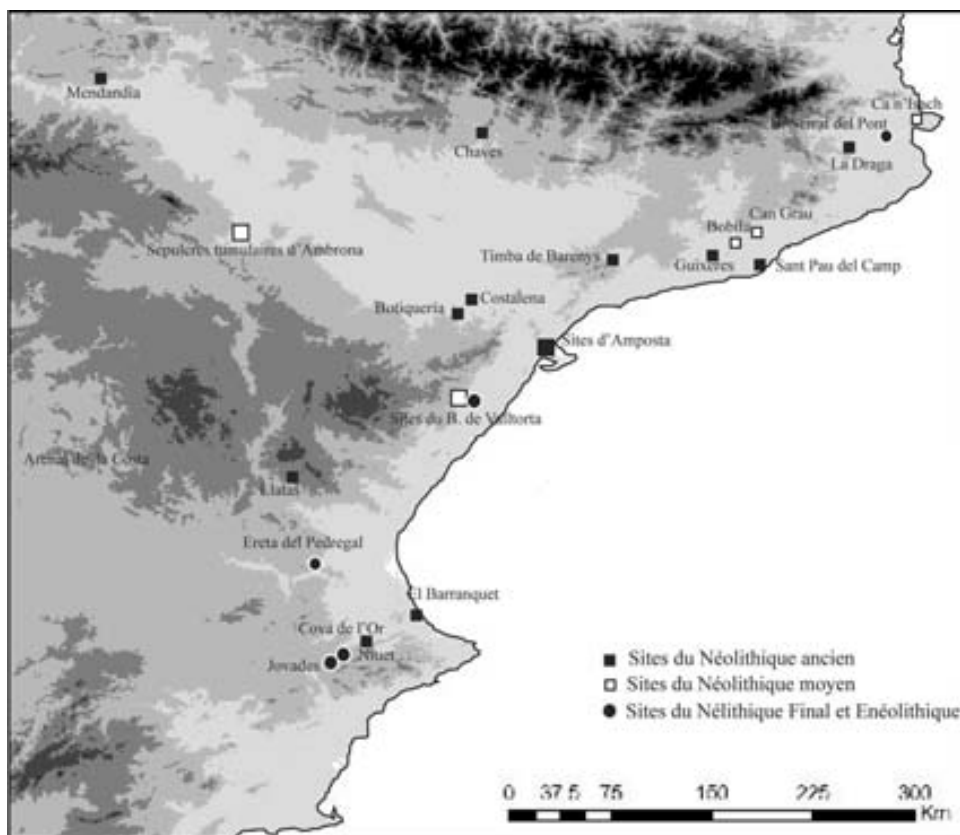 Mendandia
Ca n'Isach
Serrat del Pont
Chaves
La Draga
Can Grau
Bobila
Sepulcres tumulaires d'Ambrona
Timba de Barenys
Guixeres
Sant Pau del Camp
Costalena
Botiqueria
Sites d'Amposta
Sites du B. de Valltorta
de la Costa
Llatas
Ereta del Pedregal
El Barranquet
Cova de l'Or
Niuet
Jovades
Sites du Néolithique ancien
Sites du Néolithique moyen
Sites du Nélithique Final et Enéolithique
0 37.5 75 150 225 300
Km